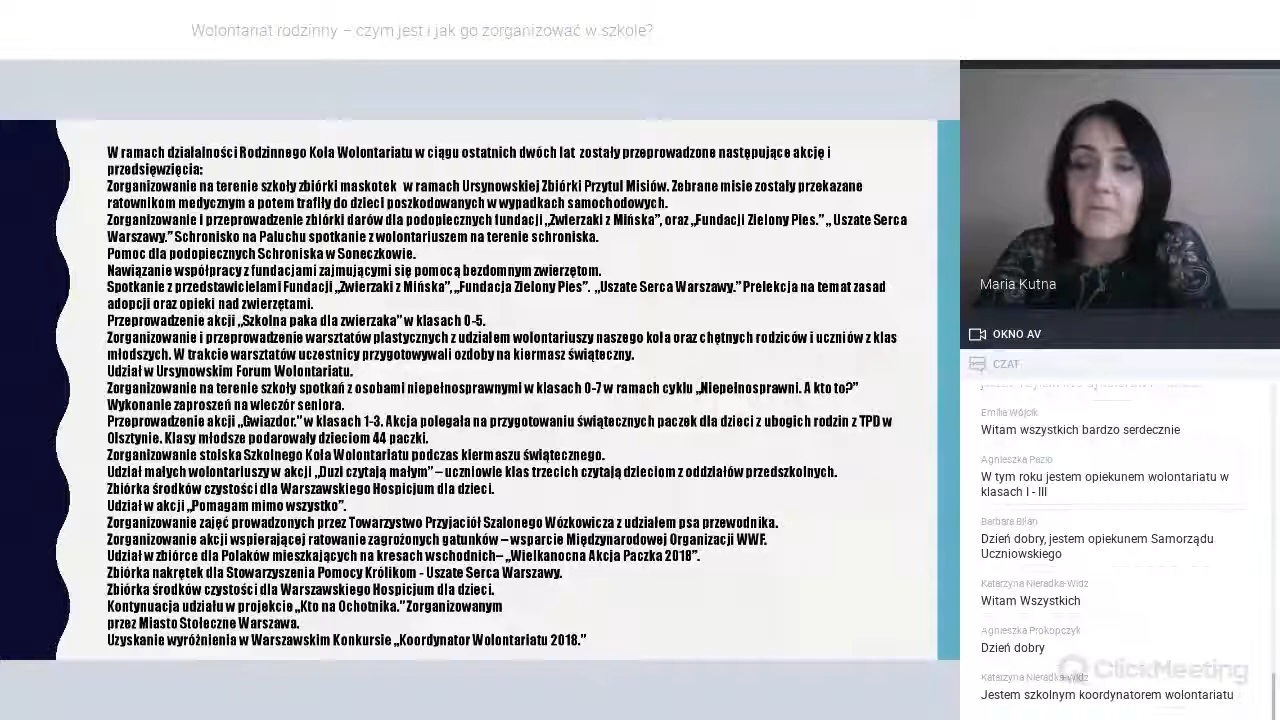 Wolontariat rodzinny – czym jest i jak go zorganizować w szkole?
W ramach działalności Rodzinnego Koła Wolontariatu w ciągu ostatnich dwóch lat zostały przeprowadzone następujące akcję i
przedsięwzięcia:
Zorganizowanie na terenie szkoły zbiórki maskotek w ramach Ursynowskiej Zbiórki Przytul Misiów. Zebrane misie zostały przekazane
ratownikom medycznym a potem trafiły do dzieci poszkodowanych w wypadkach samochodowych.
Zorganizowanie i przeprowadzenie zbiórki darów dla podopiecznych fundacji „Zwierzaki z Mińska", oraz „Fundacji Zielony Pies." „ Uszate Serca
Warszawy." Schronisko na Paluchu spotkanie z wolontariuszem na terenie schroniska.
Pomoc dla podopiecznych Schroniska w Soneczkowie.
Nawiązanie współpracy z fundacjami zajmującymi się pomocą bezdomnym zwierzętom.
Spotkanie z przedstawicielami Fundacji „Zwierzaki z Mińska", „Fundacja Zielony Pies". „Uszate Serca Warszawy." Prelekcja na temat zasad
adopcji oraz opieki nad zwierzętami.
Przeprowadzenie akcji „Szkolna paka dla zwierzaka" w klasach 0-5.
Zorganizowanie i przeprowadzenie warsztatów plastycznych z udziałem wolontariuszy naszego koła oraz chętnych rodziców i uczniów z klas
młodszych. W trakcie warsztatów uczestnicy przygotowywali ozdoby na kiermasz świąteczny.
Udział w Ursynowskim Forum Wolontariatu.
Zorganizowanie na terenie szkoły spotkań z osobami niepełnosprawnymi w klasach 0-7 w ramach cyklu „Niepełnosprawni. A kto to?"
Wykonanie zaproszeń na wieczór seniora.
Przeprowadzenie akcji „Gwiazdor." w klasach 1-3. Akcja polegała na przygotowaniu świątecznych paczek dla dzieci z ubogich rodzin z TPD w
Olsztynie. Klasy młodsze podarowały dzieciom 44 paczki.
Zorganizowanie stoiska Szkolnego Koła Wolontariatu podczas kiermaszu świątecznego.
Udział małych wolontariuszy w akcji „Duzi czytają małym" – uczniowie klas trzecich czytają dzieciom z oddziałów przedszkolnych.
Zbiórka środków czystości dla Warszawskiego Hospicjum dla dzieci.
Udział w akcji „Pomagam mimo wszystko".
Zorganizowanie zajęć prowadzonych przez Towarzystwo Przyjaciół Szalonego Wózkowicza z udziałem psa przewodnika.
Zorganizowanie akcji wspierającej ratowanie zagrożonych gatunków – wsparcie Międzynarodowej Organizacji WWF.
Udział w zbiórce dla Polaków mieszkających na kresach wschodnich– „Wielkanocna Akcja Paczka 2018".
Zbiórka nakrętek dla Stowarzyszenia Pomocy Królikom - Uszate Serca Warszawy.
Zbiórka środków czystości dla Warszawskiego Hospicjum dla dzieci.
Kontynuacja udziału w projekcie „Kto na Ochotnika." Zorganizowanym
przez Miasto Stołeczne Warszawa.
Uzyskanie wyróżnienia w Warszawskim Konkursie „Koordynator Wolontariatu 2018."
Maria Kutna
OKNO AV
CZAT
Emilia Wójcik
Witam wszystkich bardzo serdecznie
Agnieszka Pazio
W tym roku jestem opiekunem wolontariatu w
klasach I - III
Barbara Bilan
Dzień dobry, jestem opiekunem Samorządu
Uczniowskiego
Katarzyna Nieradka-Widz
Witam Wszystkich
Agnieszka Prokopczyk
Dzień dobry
ClickMeeting
Katarzyna Nieradka-Widz
Jestem szkolnym koordynatorem wolontariatu